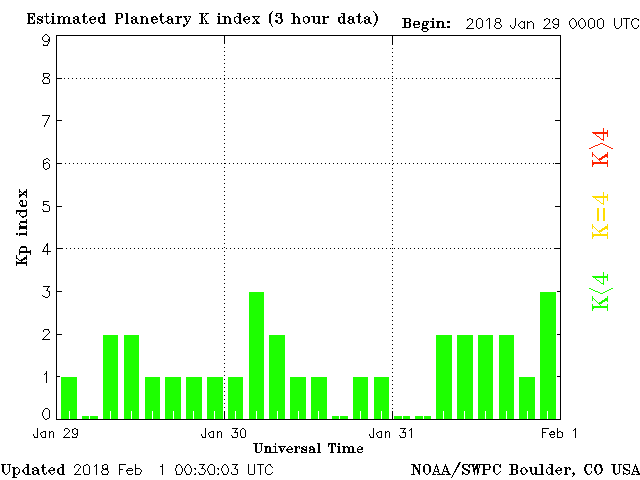 Estimated Planetary K index (3 hour data) Begin: 2018 Jan 29 0000 UTC
9
8
7
6
5
4
3
2
1
0
Kp index
K>4
K=4
K<4
Jan 29 Jan 30 Jan 31 Feb 1
Universal Time
Updated 2018 Feb 1 00:30:03 UTC NOAA/SWPC Boulder, CO USA